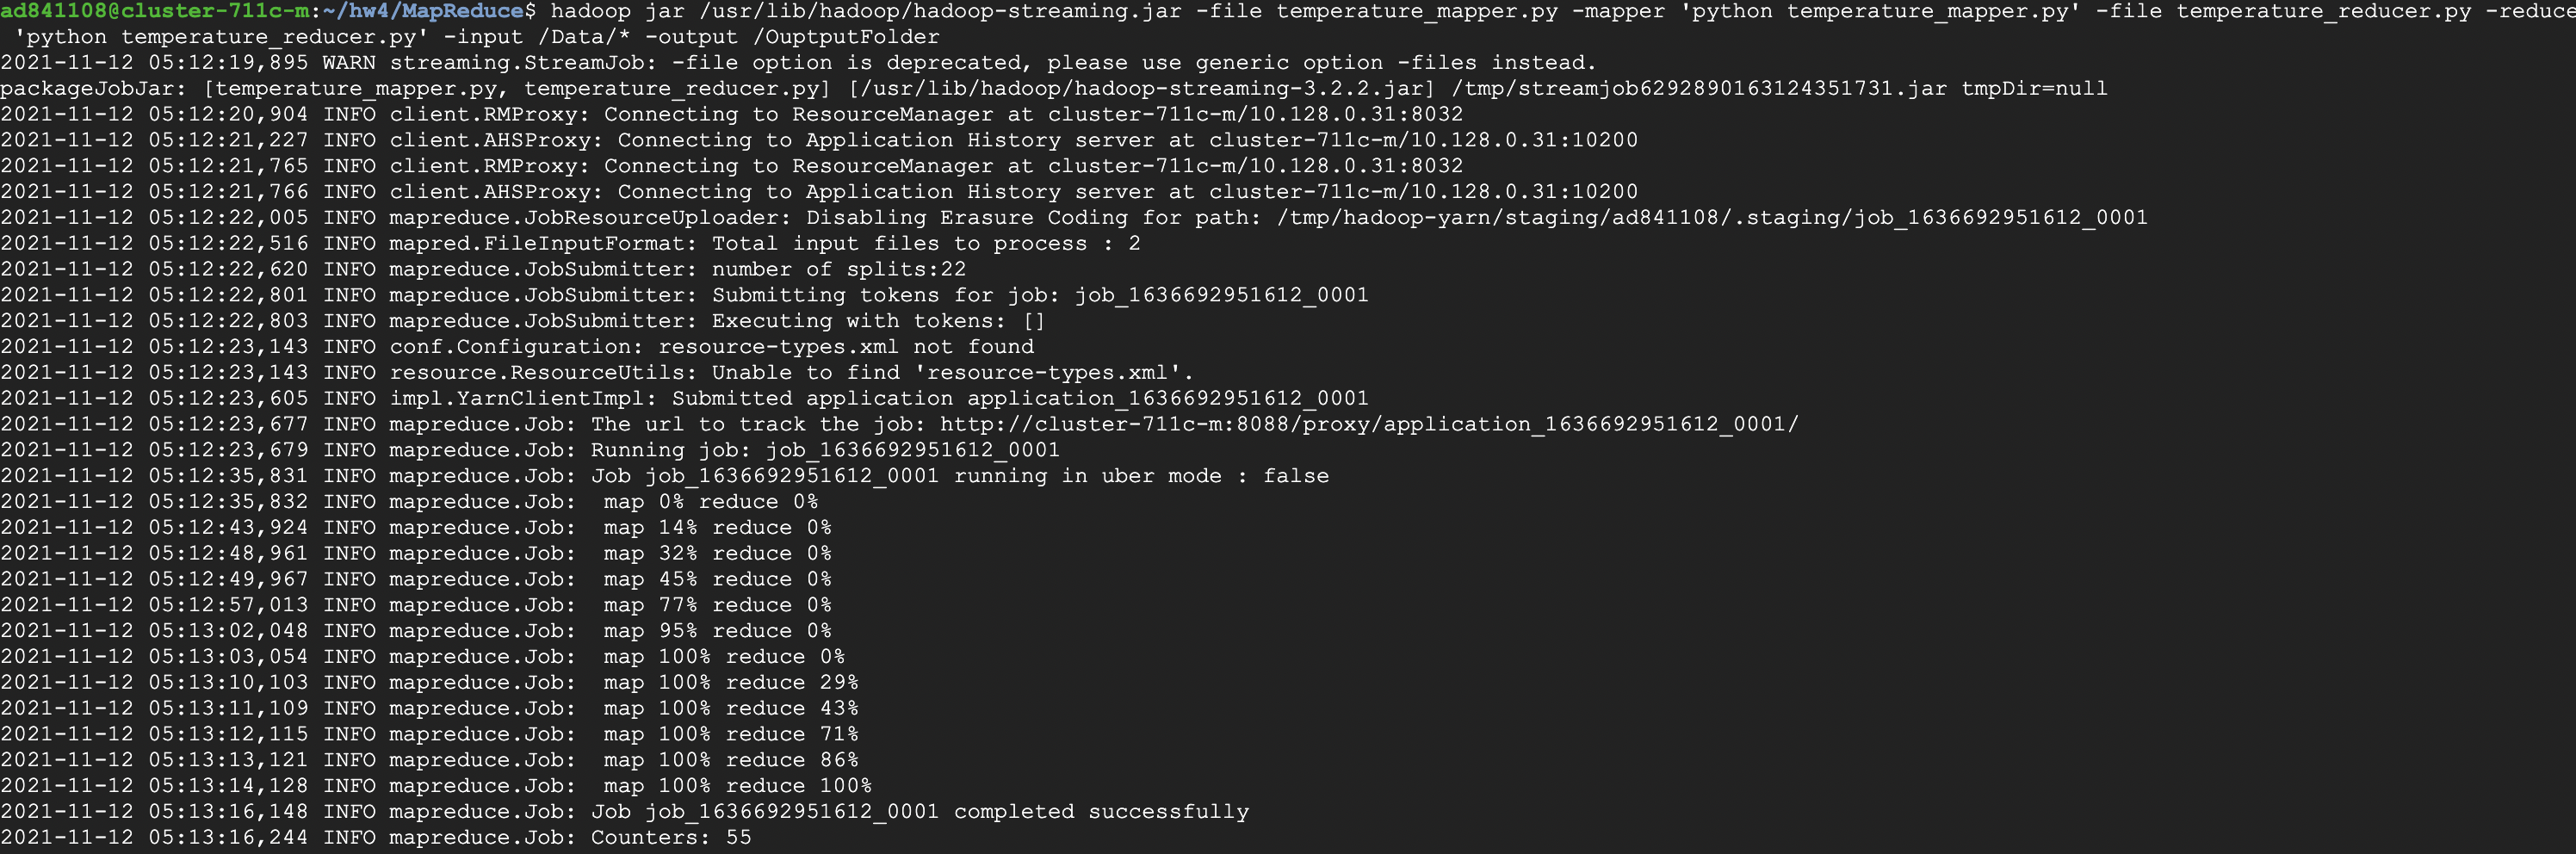 ad841108@cluster-711c-m:~/hw4/MapReduce$ hadoop jar /usr/lib/hadoop/hadoop-streaming.jar -file temperature_mapper.py -mapper 'python temperature_mapper.py' -file temperature_reducer.py -reduce
'python temperature_reducer.py' -input /Data/* -output /OuptputFolder
2021-11-12 05:12:19,895 WARN streaming.StreamJob: -file option is deprecated, please use generic option -files instead.
packageJobJar: [temperature_mapper.py, temperature_reducer.py] [/usr/lib/hadoop/hadoop-streaming-3.2.2.jar] /tmp/streamjob6292890163124351731.jar tmpDir=null
2021-11-12 05:12:20,904 INFO client.RMProxy: Connecting to ResourceManager at cluster-711c-m/10.128.0.31:8032
2021-11-12 05:12:21,227 INFO client.AHSProxy: Connecting to Application History server at cluster-711c-m/10.128.0.31:10200
2021-11-12 05:12:21,765 INFO client.RMProxy: Connecting to ResourceManager at cluster-711c-m/10.128.0.31:8032
2021-11-12 05:12:21,766 INFO client.AHSProxy: Connecting to Application History server at cluster-711c-m/10.128.0.31:10200
2021-11-12 05:12:22,005 INFO mapreduce.JobResourceUploader: Disabling Erasure Coding for path: /tmp/hadoop-yarn/staging/ad841108/.staging/job_1636692951612_0001
2021-11-12 05:12:22,516 INFO mapred.FileInputFormat: Total input files to process : 2
2021-11-12 05:12:22,620 INFO mapreduce.JobSubmitter: number of splits:22
2021-11-12 05:12:22,801 INFO mapreduce.JobSubmitter: Submitting tokens for job: job_1636692951612_0001
2021-11-12 05:12:22,803 INFO mapreduce.JobSubmitter: Executing with tokens: []
2021-11-12 05:12:23,143 INFO conf.Configuration: resource-types.xml not found
2021-11-12 05:12:23,143 INFO resource.ResourceUtils: Unable to find 'resource-types.xml'.
2021-11-12 05:12:23,605 INFO impl.YarnClientImpl: Submitted application application_1636692951612_0001
2021-11-12 05:12:23,677 INFO mapreduce.Job: The url to track the job: http://cluster-711c-m:8088/proxy/application_1636692951612_0001/
2021-11-12 05:12:23,679 INFO mapreduce.Job: Running job: job_1636692951612_0001
2021-11-12 05:12:35,831 INFO mapreduce.Job: Job job_1636692951612_0001 running in uber mode : false
2021-11-12 05:12:35,832 INFO mapreduce.Job:  map 0% reduce 0%
2021-11-12 05:12:43,924 INFO mapreduce.Job:  map 14% reduce 0%
2021-11-12 05:12:48,961 INFO mapreduce.Job:  map 32% reduce 0%
2021-11-12 05:12:49,967 INFO mapreduce.Job:  map 45% reduce 0%
2021-11-12 05:12:57,013 INFO mapreduce.Job:  map 77% reduce 0%
2021-11-12 05:13:02,048 INFO mapreduce.Job:  map 95% reduce 0%
2021-11-12 05:13:03,054 INFO mapreduce.Job:  map 100% reduce 0%
2021-11-12 05:13:10,103 INFO mapreduce.Job:  map 100% reduce 29%
2021-11-12 05:13:11,109 INFO mapreduce.Job:  map 100% reduce 43%
2021-11-12 05:13:12,115 INFO mapreduce.Job:  map 100% reduce 71%
2021-11-12 05:13:13,121 INFO mapreduce.Job:  map 100% reduce 86%
2021-11-12 05:13:14,128 INFO mapreduce.Job:  map 100% reduce 100%
2021-11-12 05:13:16,148 INFO mapreduce.Job: Job job_1636692951612_0001 completed successfully
2021-11-12 05:13:16,244 INFO mapreduce.Job: Counters: 55